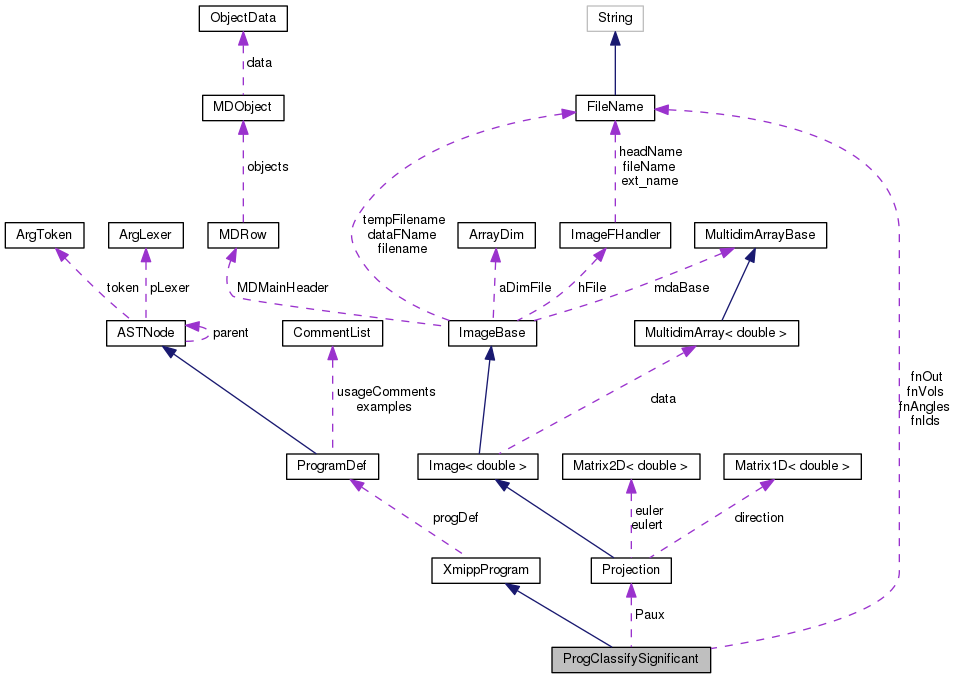 ObjectData
String
data
MDObject
FileName
objects
headName
fileName
ext_name
tempFilename
dataFName
filename
ArgToken
ArgLexer
MDRow
ArrayDim
ImageFHandler
MultidimArrayBase
token
pLexer
MDMainHeader
aDimFile
hFile
mdaBase
ASTNode
parent
CommentList
ImageBase
MultidimArray< double >
usageComments
examples
data
fnOut
fnVols
fnAngles
fnIds
ProgramDef
Image< double >
Matrix2D< double >
Matrix1D< double >
progDef
euler
eulert
direction
XmippProgram
Projection
Paux
ProgClassifySignificant